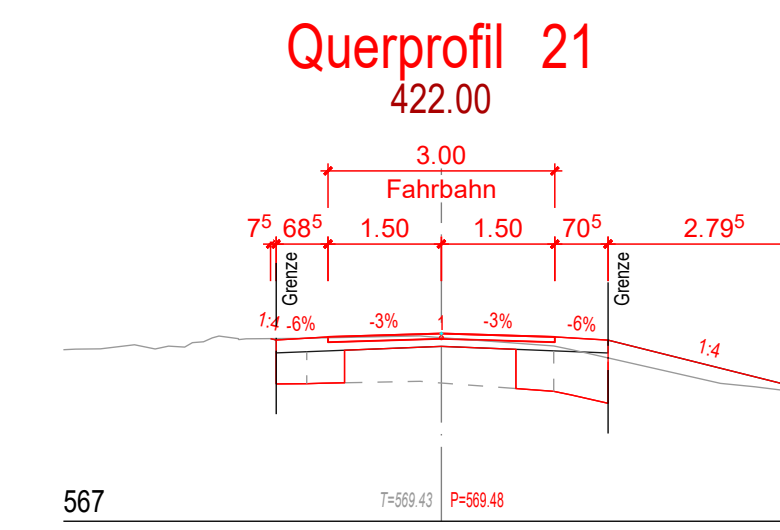 Querprofil 21
422.00
3.00
Fahrbahn
7⁵ 68⁵ 1.50 1.50 70⁵ 2.79⁵
Grenze
Grenze
1:4 -6% -3% 1 -3% -6%
1:4
567 T=569.43 P=569.48